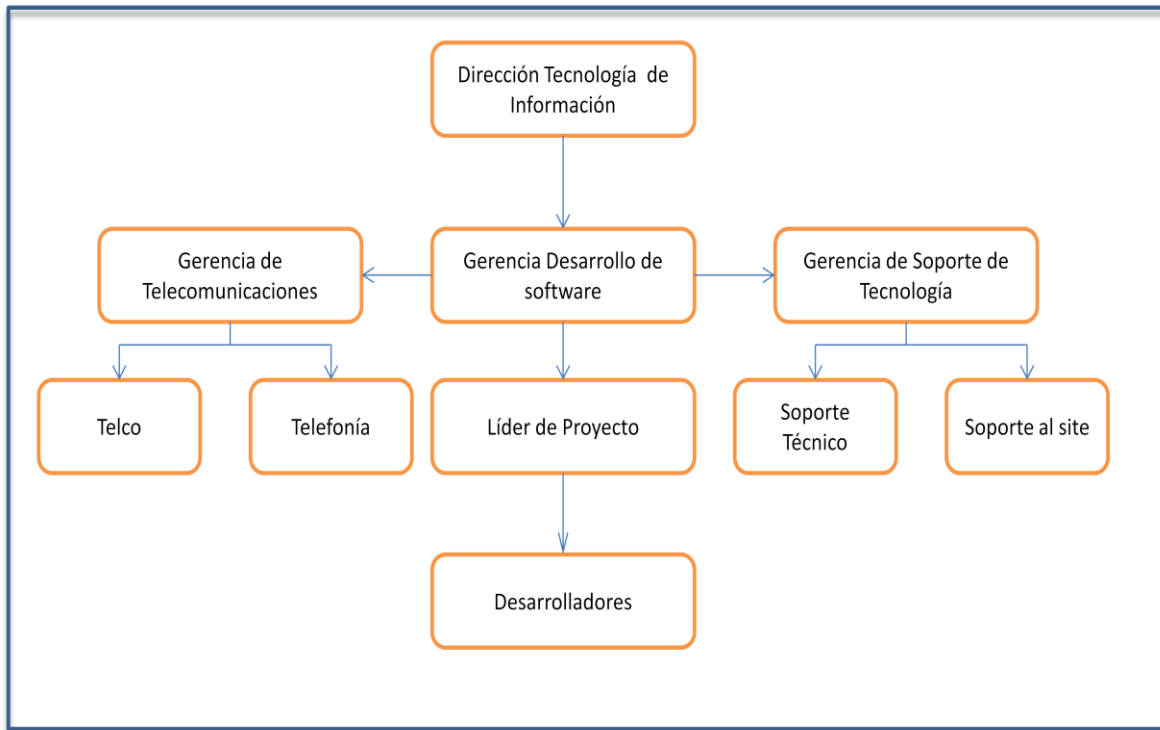 Dirección Tecnología de
Información
Gerencia de
Telecomunicaciones
Gerencia Desarrollo de
software
Gerencia de Soporte de
Tecnología
Telco
Telefonía
Líder de Proyecto
Soporte
Técnico
Soporte al site
Desarrolladores